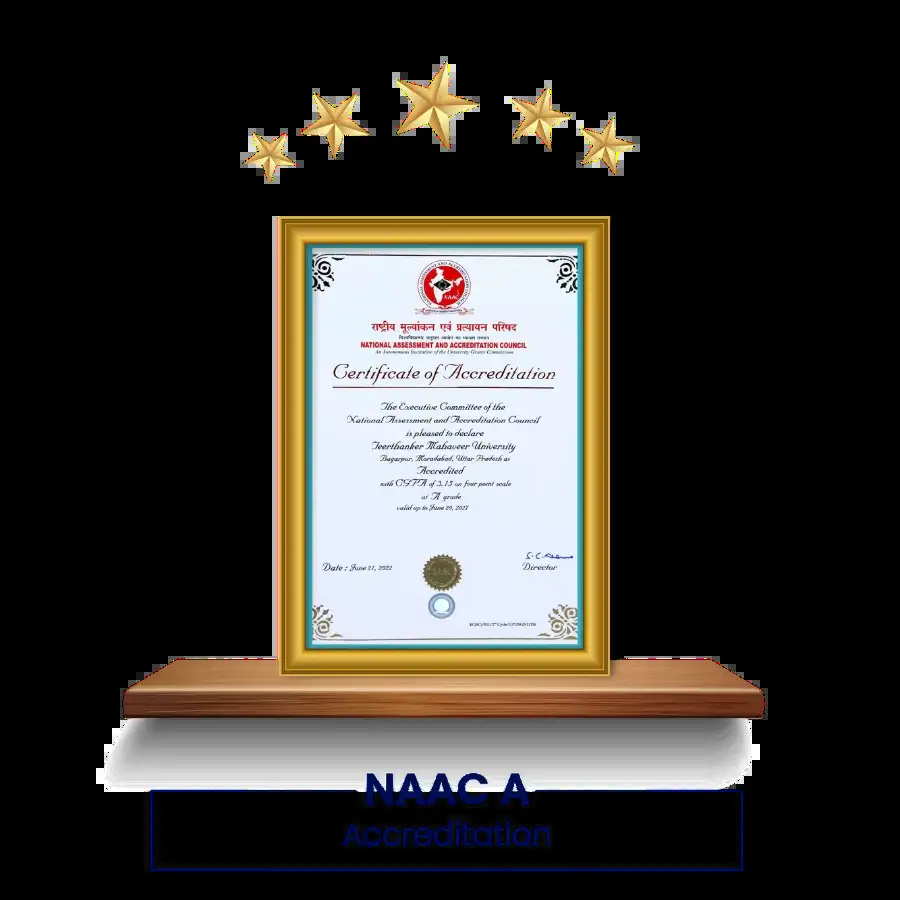 NAAC
राष्ट्रीय मूल्यांकन एवं प्रत्यायन परिषद
NATIONAL ASSESSMENT AND ACCREDITATION COUNCIL
An Autonomous Institution of the University Grants Commission
Certificate of Accreditation
The Executive Committee of the
National Assessment and Accreditation Council
is pleased to declare
Teerthanker Mahaveer University
Bagarpur, Moradabad, Uttar Pradesh as
Accredited
with CGPA of 3.15 on four point scale
at A grade
valid up to June 20, 2027
Date : June 21, 2022
Director
NAAC A
Accreditation